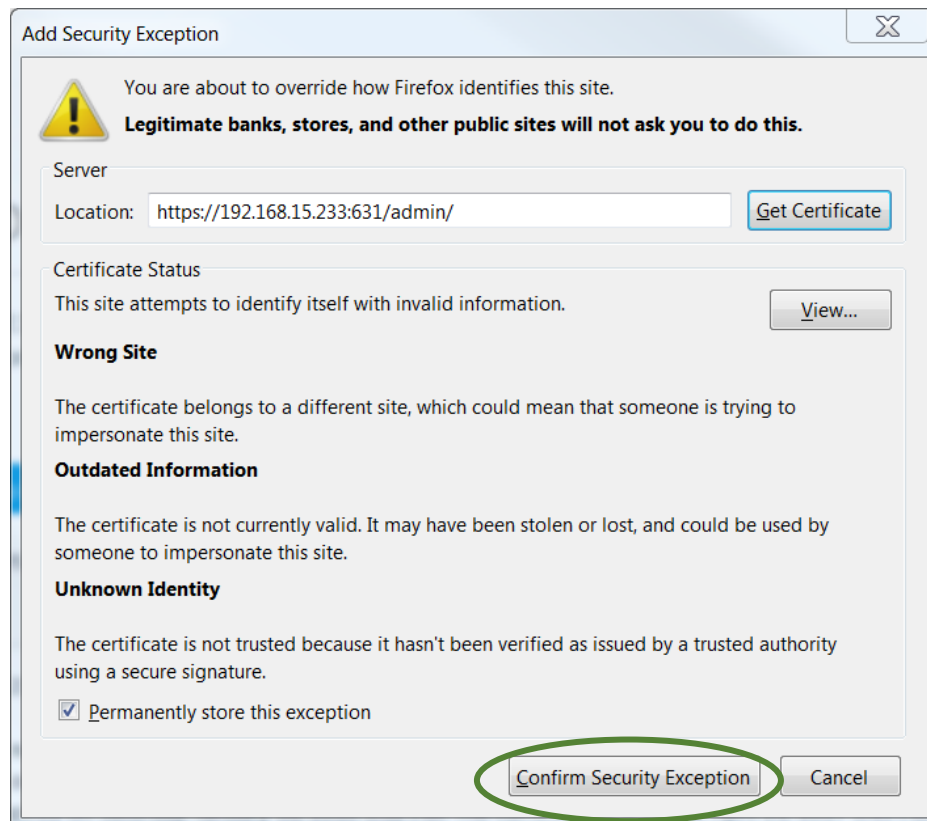 Add Security Exception
You are about to override how Firefox identifies this site.
Legitimate banks, stores, and other public sites will not ask you to do this.
Server
Location: https://192.168.15.233:631/admin/ Get Certificate
Certificate Status
This site attempts to identify itself with invalid information.
View...
Wrong Site
The certificate belongs to a different site, which could mean that someone is trying to
impersonate this site.
Outdated Information
The certificate is not currently valid. It may have been stolen or lost, and could be used by
someone to impersonate this site.
Unknown Identity
The certificate is not trusted because it hasn't been verified as issued by a trusted authority
using a secure signature.
Permanently store this exception
Confirm Security Exception Cancel